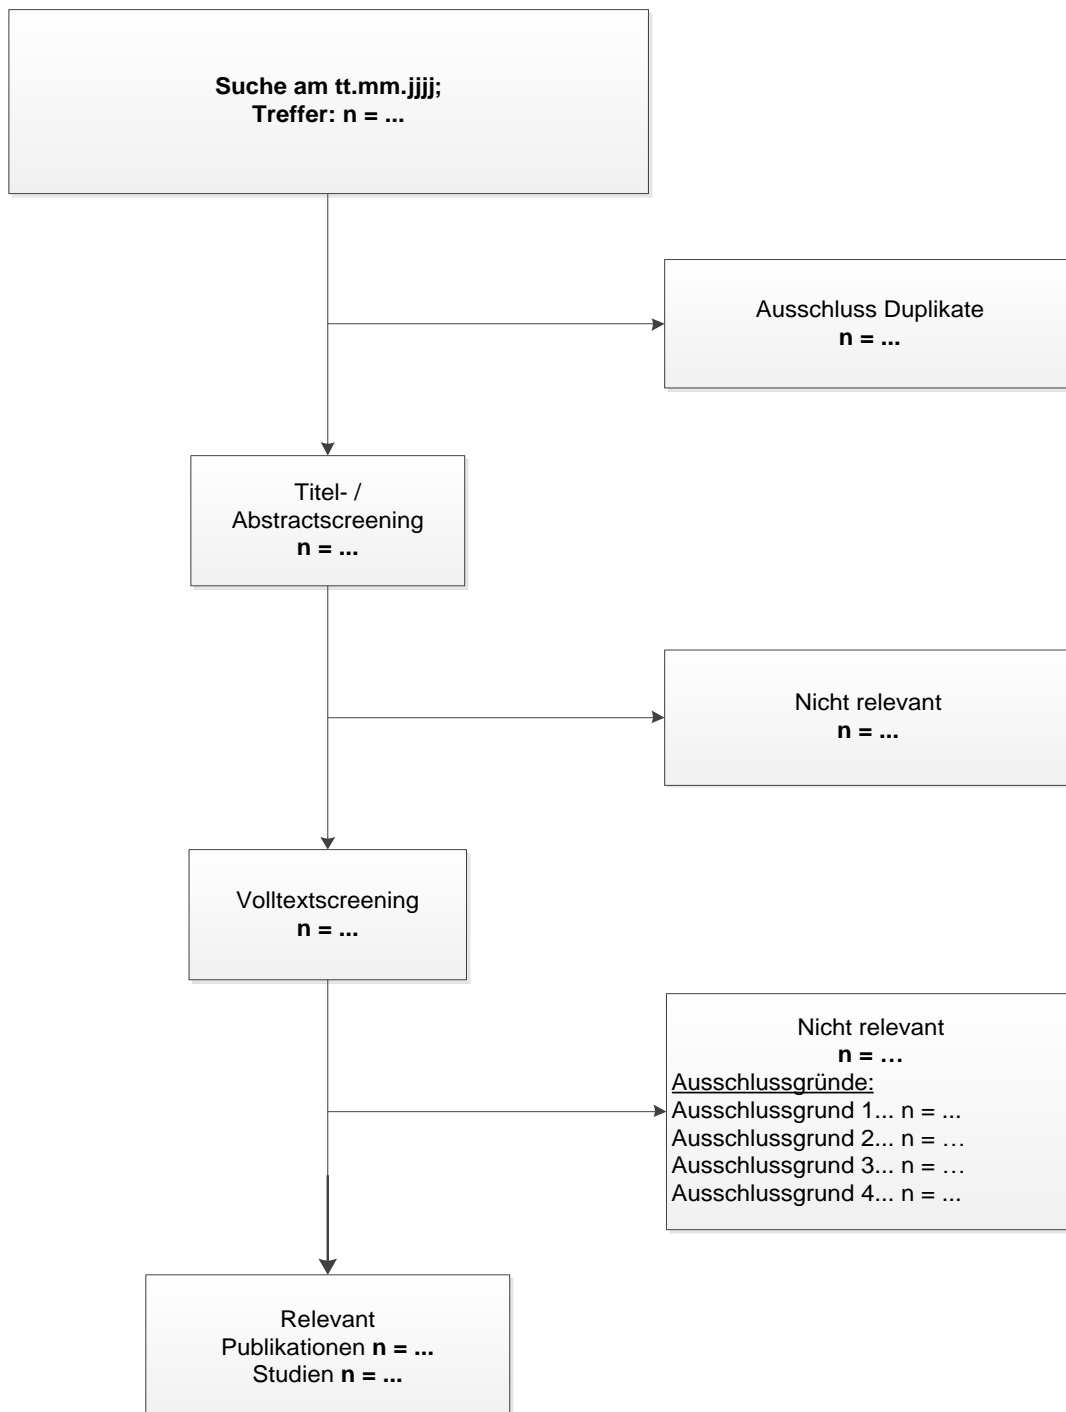 Suche am tt.mm.jjjj;
Treffer: n = ...
Ausschluss Duplikate
n = ...
Titel- /
Abstractscreening
n = ...
Nicht relevant
n = ...
Volltextscreening
n = ...
Nicht relevant
n = …
Ausschlussgründe:
Ausschlussgrund 1... n = ...
Ausschlussgrund 2... n = …
Ausschlussgrund 3... n = …
Ausschlussgrund 4... n = ...
Relevant
Publikationen n = ...
Studien n = ...